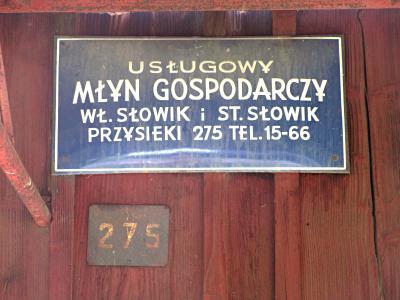 USŁUGOWY
MŁYN GOSPODARCZY
WŁ. SŁOWIK i ST. SŁOWIK
PRZYSIEKI 275 TEL. 15-66
275